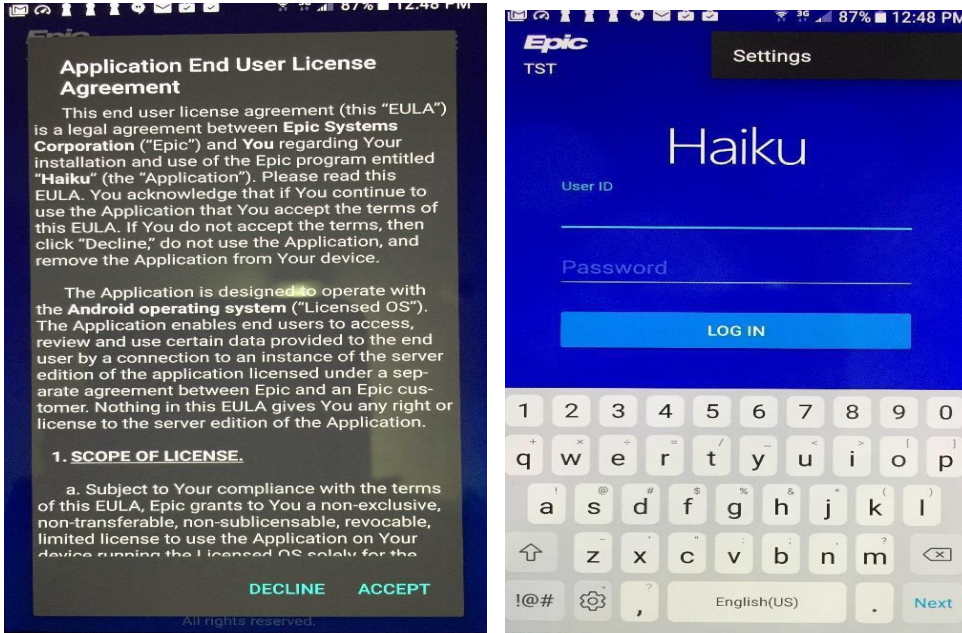 87% 12:48 PM
Epic
Application End User License
Agreement
This end user license agreement (this “EULA”)
is a legal agreement between Epic Systems
Corporation (“Epic”) and You regarding Your
installation and use of the Epic program entitled
“Haiku” (the “Application”). Please read this
EULA. You acknowledge that if You continue to
use the Application that You accept the terms of
this EULA. If You do not accept the terms, then
click “Decline,” do not use the Application, and
remove the Application from Your device.
The Application is designed to operate with
the Android operating system (“Licensed OS”).
The Application enables end users to access,
review and use certain data provided to the end
user by a connection to an instance of the server
edition of the application licensed under a sep-
arate agreement between Epic and an Epic cus-
tomer. Nothing in this EULA gives You any right or
license to the server edition of the Application.
1. SCOPE OF LICENSE.
a. Subject to Your compliance with the terms
of this EULA, Epic grants to You a non-exclusive,
non-transferable, non-sublicensable, revocable,
limited license to use the Application on Your
device running the Licensed OS solely for the
DECLINE ACCEPT
All rights reserved.
3G 87% 12:48 PM
Epic
TST
Settings
Haiku
User ID
Password
LOG IN
1 2 3 4 5 6 7 8 9 0
q w e r t y u i o p
a s d f g h j k l
z x c v b n m
!@# , English(US) . Next